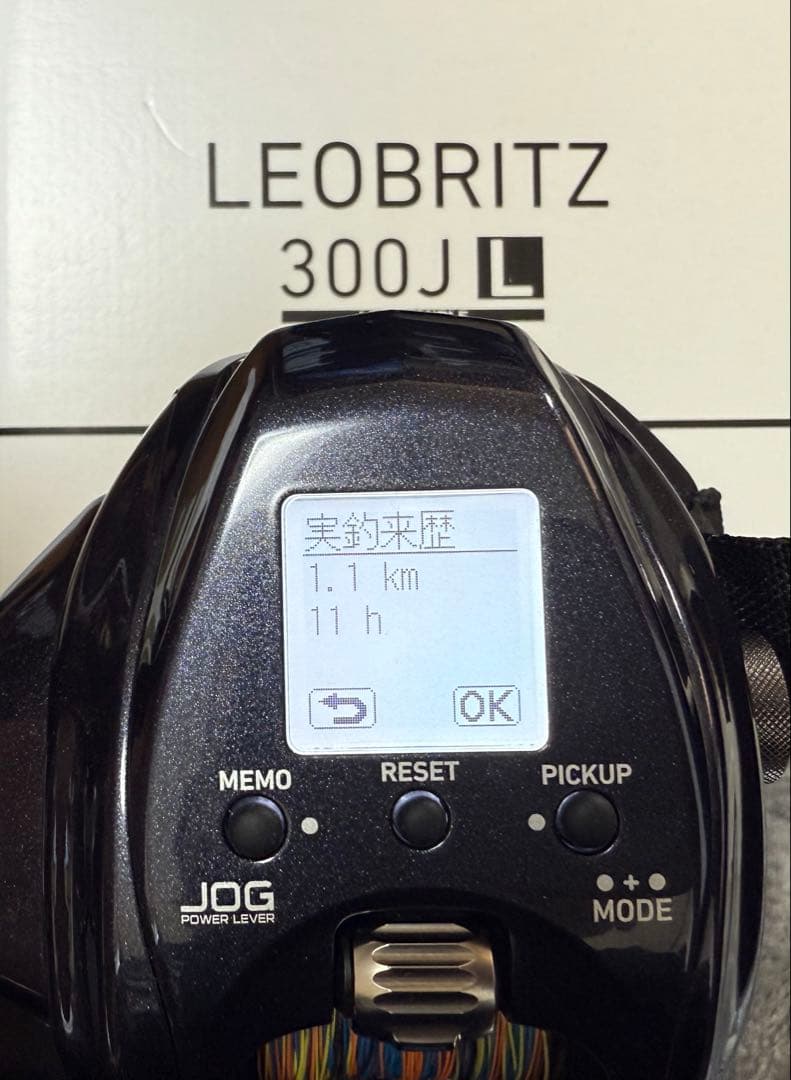 LEOBRITZ
300J L
実釣来歴
1.1 km
11 h
OK
MEMO RESET PICKUP
JOG
POWER LEVER
+
MODE